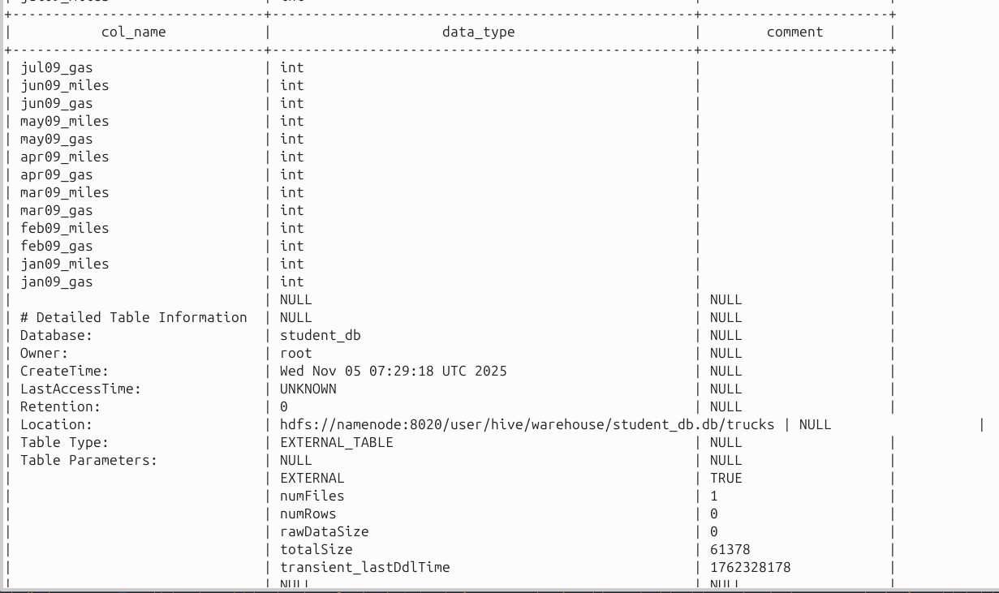 +------------------------------+----------------------------------------------------+-----------------------+
| col_name | data_type | comment |
+------------------------------+----------------------------------------------------+-----------------------+
| jul09_gas | int | |
| jun09_miles | int | |
| jun09_gas | int | |
| may09_miles | int | |
| may09_gas | int | |
| apr09_miles | int | |
| apr09_gas | int | |
| mar09_miles | int | |
| mar09_gas | int | |
| feb09_miles | int | |
| feb09_gas | int | |
| jan09_miles | int | |
| jan09_gas | int | |
| | NULL | NULL |
| # Detailed Table Information | NULL | NULL |
| Database: | student_db | NULL |
| Owner: | root | NULL |
| CreateTime: | Wed Nov 05 07:29:18 UTC 2025 | NULL |
| LastAccessTime: | UNKNOWN | NULL |
| Retention: | 0 | NULL |
| Location: | hdfs://namenode:8020/user/hive/warehouse/student_db.db/trucks | NULL |
| Table Type: | EXTERNAL_TABLE | NULL |
| Table Parameters: | NULL | NULL |
| | EXTERNAL | TRUE |
| | numFiles | 1 |
| | numRows | 0 |
| | rawDataSize | 0 |
| | totalSize | 61378 |
| | transient_lastDdlTime | 1762328178 |
| | NULL | NULL |